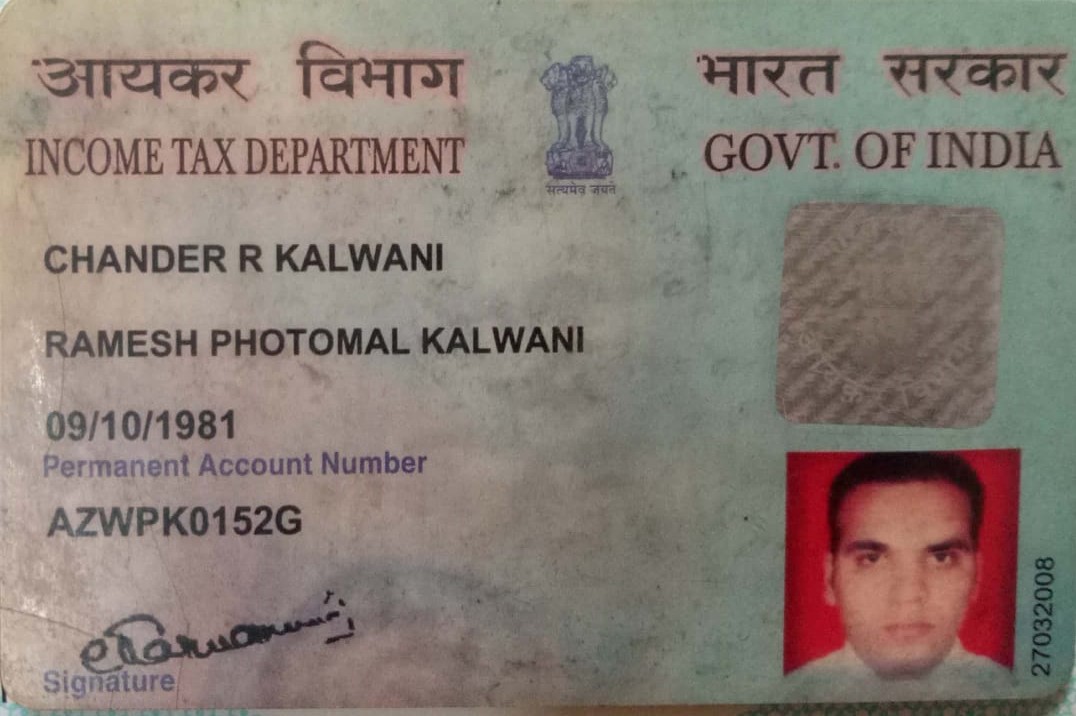 आयकर विभाग
भारत सरकार
INCOME TAX DEPARTMENT
GOVT. OF INDIA
सत्यमेव जयते
CHANDER R KALWANI
RAMESH PHOTOMAL KALWANI
09/10/1981
Permanent Account Number
AZWPK0152G
Signature
27032008